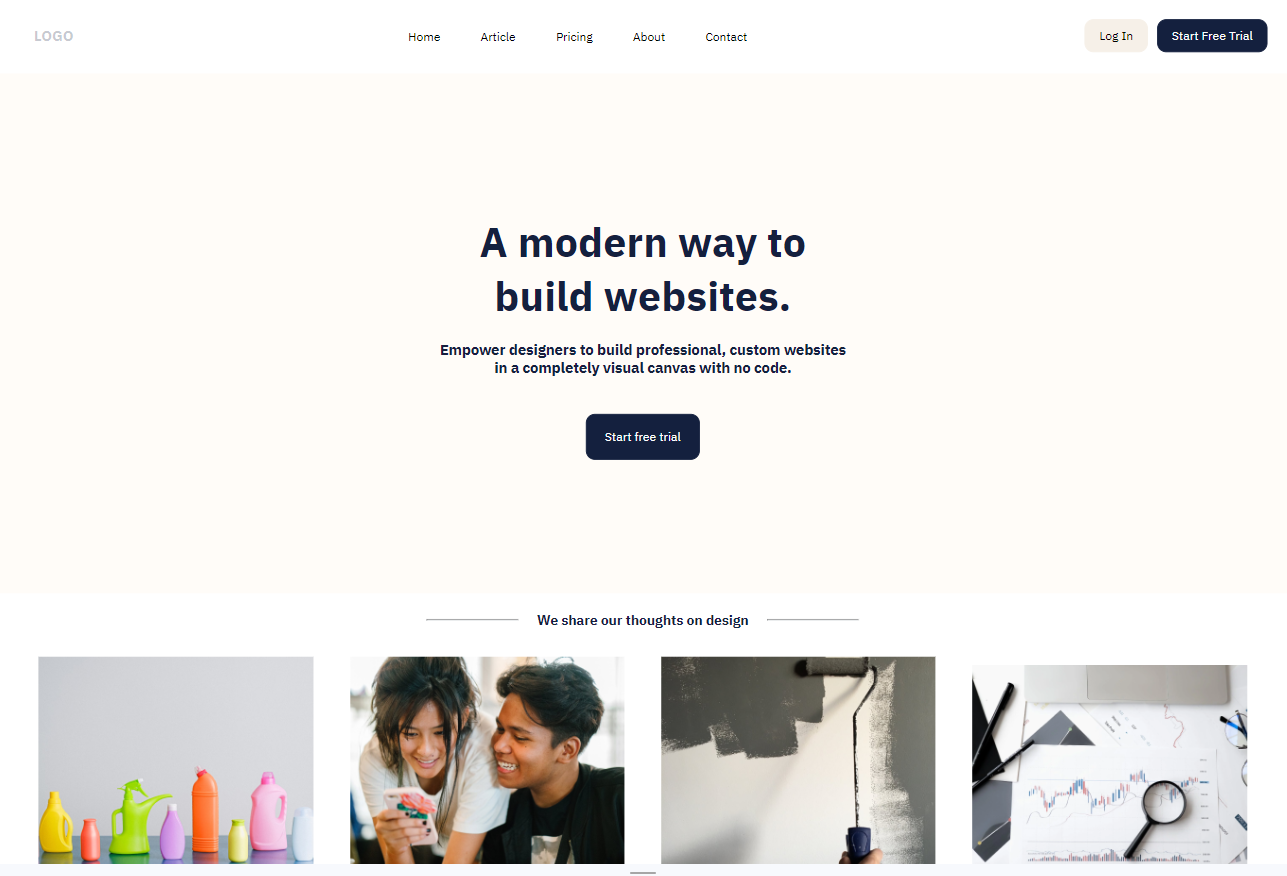 LOGO
Home
Article
Pricing
About
Contact
Log In
Start Free Trial
A modern way to
build websites.
Empower designers to build professional, custom websites
in a completely visual canvas with no code.
Start free trial
We share our thoughts on design